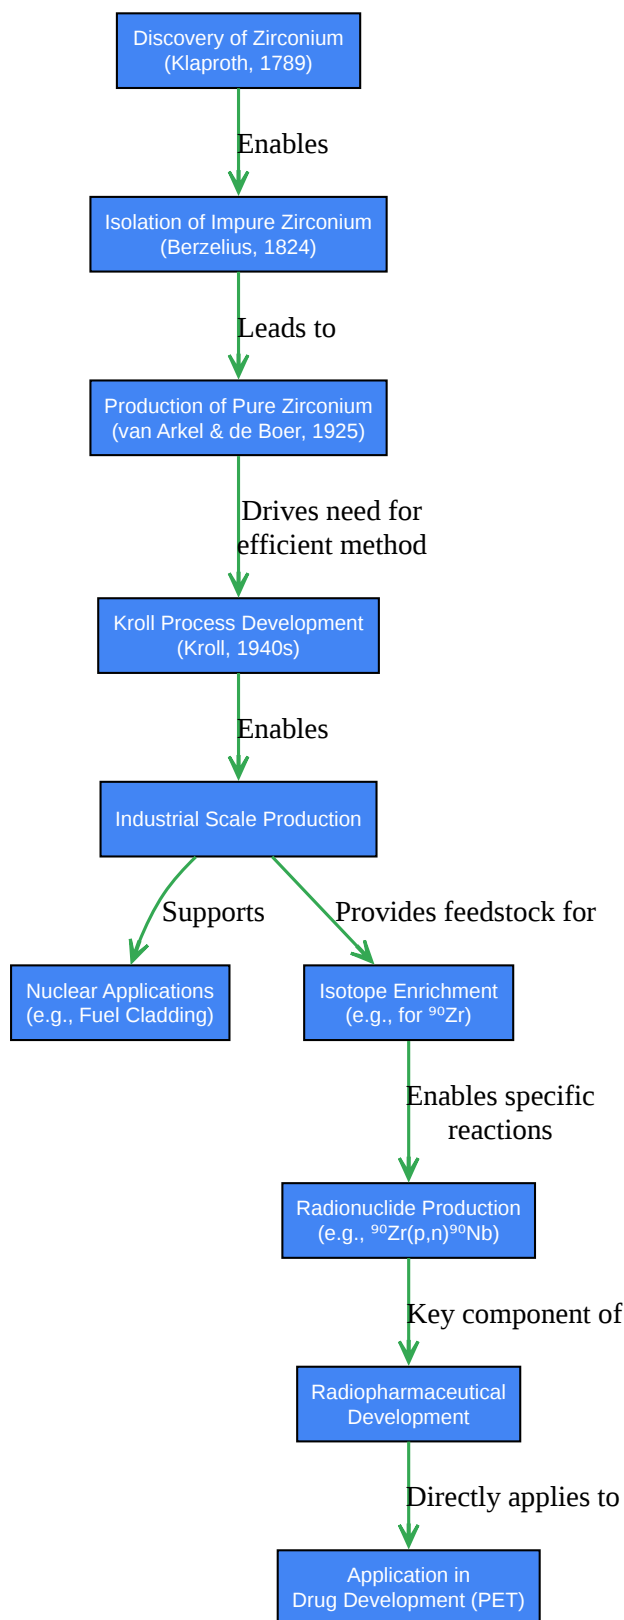 Discovery of Zirconium
(Klaproth, 1789)
Enables
Isolation of Impure Zirconium
(Berzelius, 1824)
Leads to
Production of Pure Zirconium
(van Arkel & de Boer, 1925)
Drives need for
efficient method
Kroll Process Development
(Kroll, 1940s)
Enables
Industrial Scale Production
Supports
Provides feedstock for
Nuclear Applications
(e.g., Fuel Cladding)
Isotope Enrichment
(e.g., for ⁹⁰Zr)
Enables specific
reactions
Radionuclide Production
(e.g., ⁹⁰Zr(p,n)⁹⁰Nb)
Key component of
Radiopharmaceutical
Development
Directly applies to
Application in
Drug Development (PET)